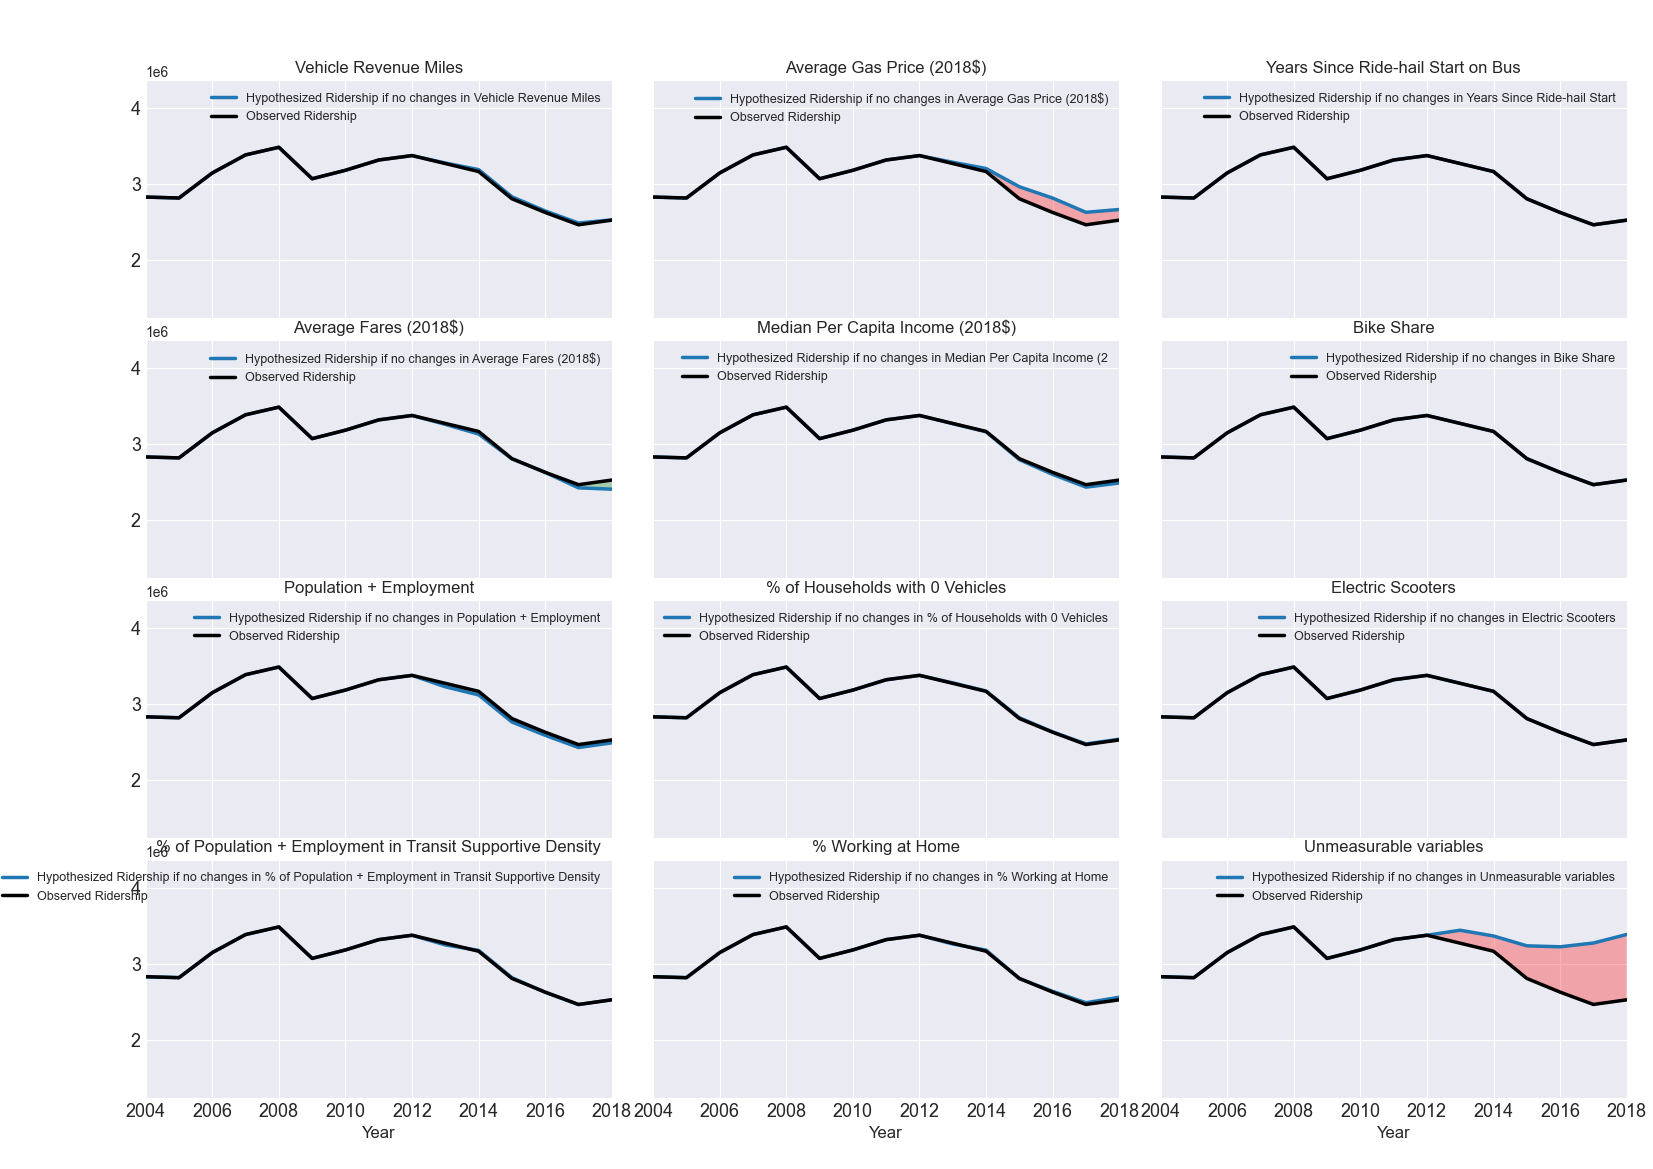 Vehicle Revenue Miles
1e6
Hypothesized Ridership if no changes in Vehicle Revenue Miles
Observed Ridership
4
3
2
Average Gas Price (2018$)
Hypothesized Ridership if no changes in Average Gas Price (2018$)
Observed Ridership
Years Since Ride-hail Start on Bus
Hypothesized Ridership if no changes in Years Since Ride-hail Start
Observed Ridership
Average Fares (2018$)
1e6
Hypothesized Ridership if no changes in Average Fares (2018$)
Observed Ridership
4
3
2
Median Per Capita Income (2018$)
Hypothesized Ridership if no changes in Median Per Capita Income (2
Observed Ridership
Bike Share
Hypothesized Ridership if no changes in Bike Share
Observed Ridership
Population + Employment
1e6
Hypothesized Ridership if no changes in Population + Employment
Observed Ridership
4
3
2
% of Households with 0 Vehicles
Hypothesized Ridership if no changes in % of Households with 0 Vehicles
Observed Ridership
Electric Scooters
Hypothesized Ridership if no changes in Electric Scooters
Observed Ridership
% of Population + Employment in Transit Supportive Density
1e6
Hypothesized Ridership if no changes in % of Population + Employment in Transit Supportive Density
Observed Ridership
4
3
2
2004 2006 2008 2010 2012 2014 2016 2018
Year
% Working at Home
Hypothesized Ridership if no changes in % Working at Home
Observed Ridership
2004 2006 2008 2010 2012 2014 2016 2018
Year
Unmeasurable variables
Hypothesized Ridership if no changes in Unmeasurable variables
Observed Ridership
2004 2006 2008 2010 2012 2014 2016 2018
Year